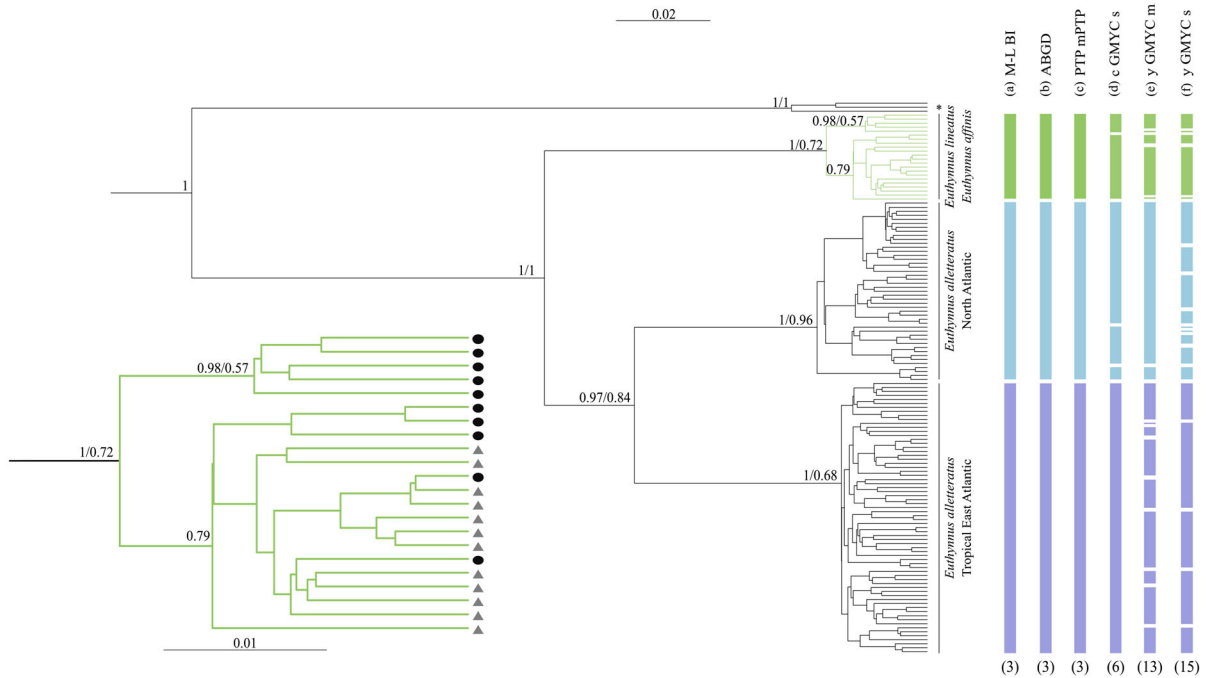 0.02
(a) M-L BI
(b) ABGD
(c) PTP mPTP
(d) c GMYC s
(e) y GMYC m
(f) y GMYC s
1/1
*
0.98/0.57
1/0.72
0.79
Euthynnus lineatus
Euthynnus affinis
1
1/1
1/0.96
Euthynnus alletteratus
North Atlantic
0.97/0.84
1/0.68
Euthynnus alletteratus
Tropical East Atlantic
0.98/0.57
1/0.72
0.79
0.01
(3)
(3)
(3)
(6)
(13)
(15)